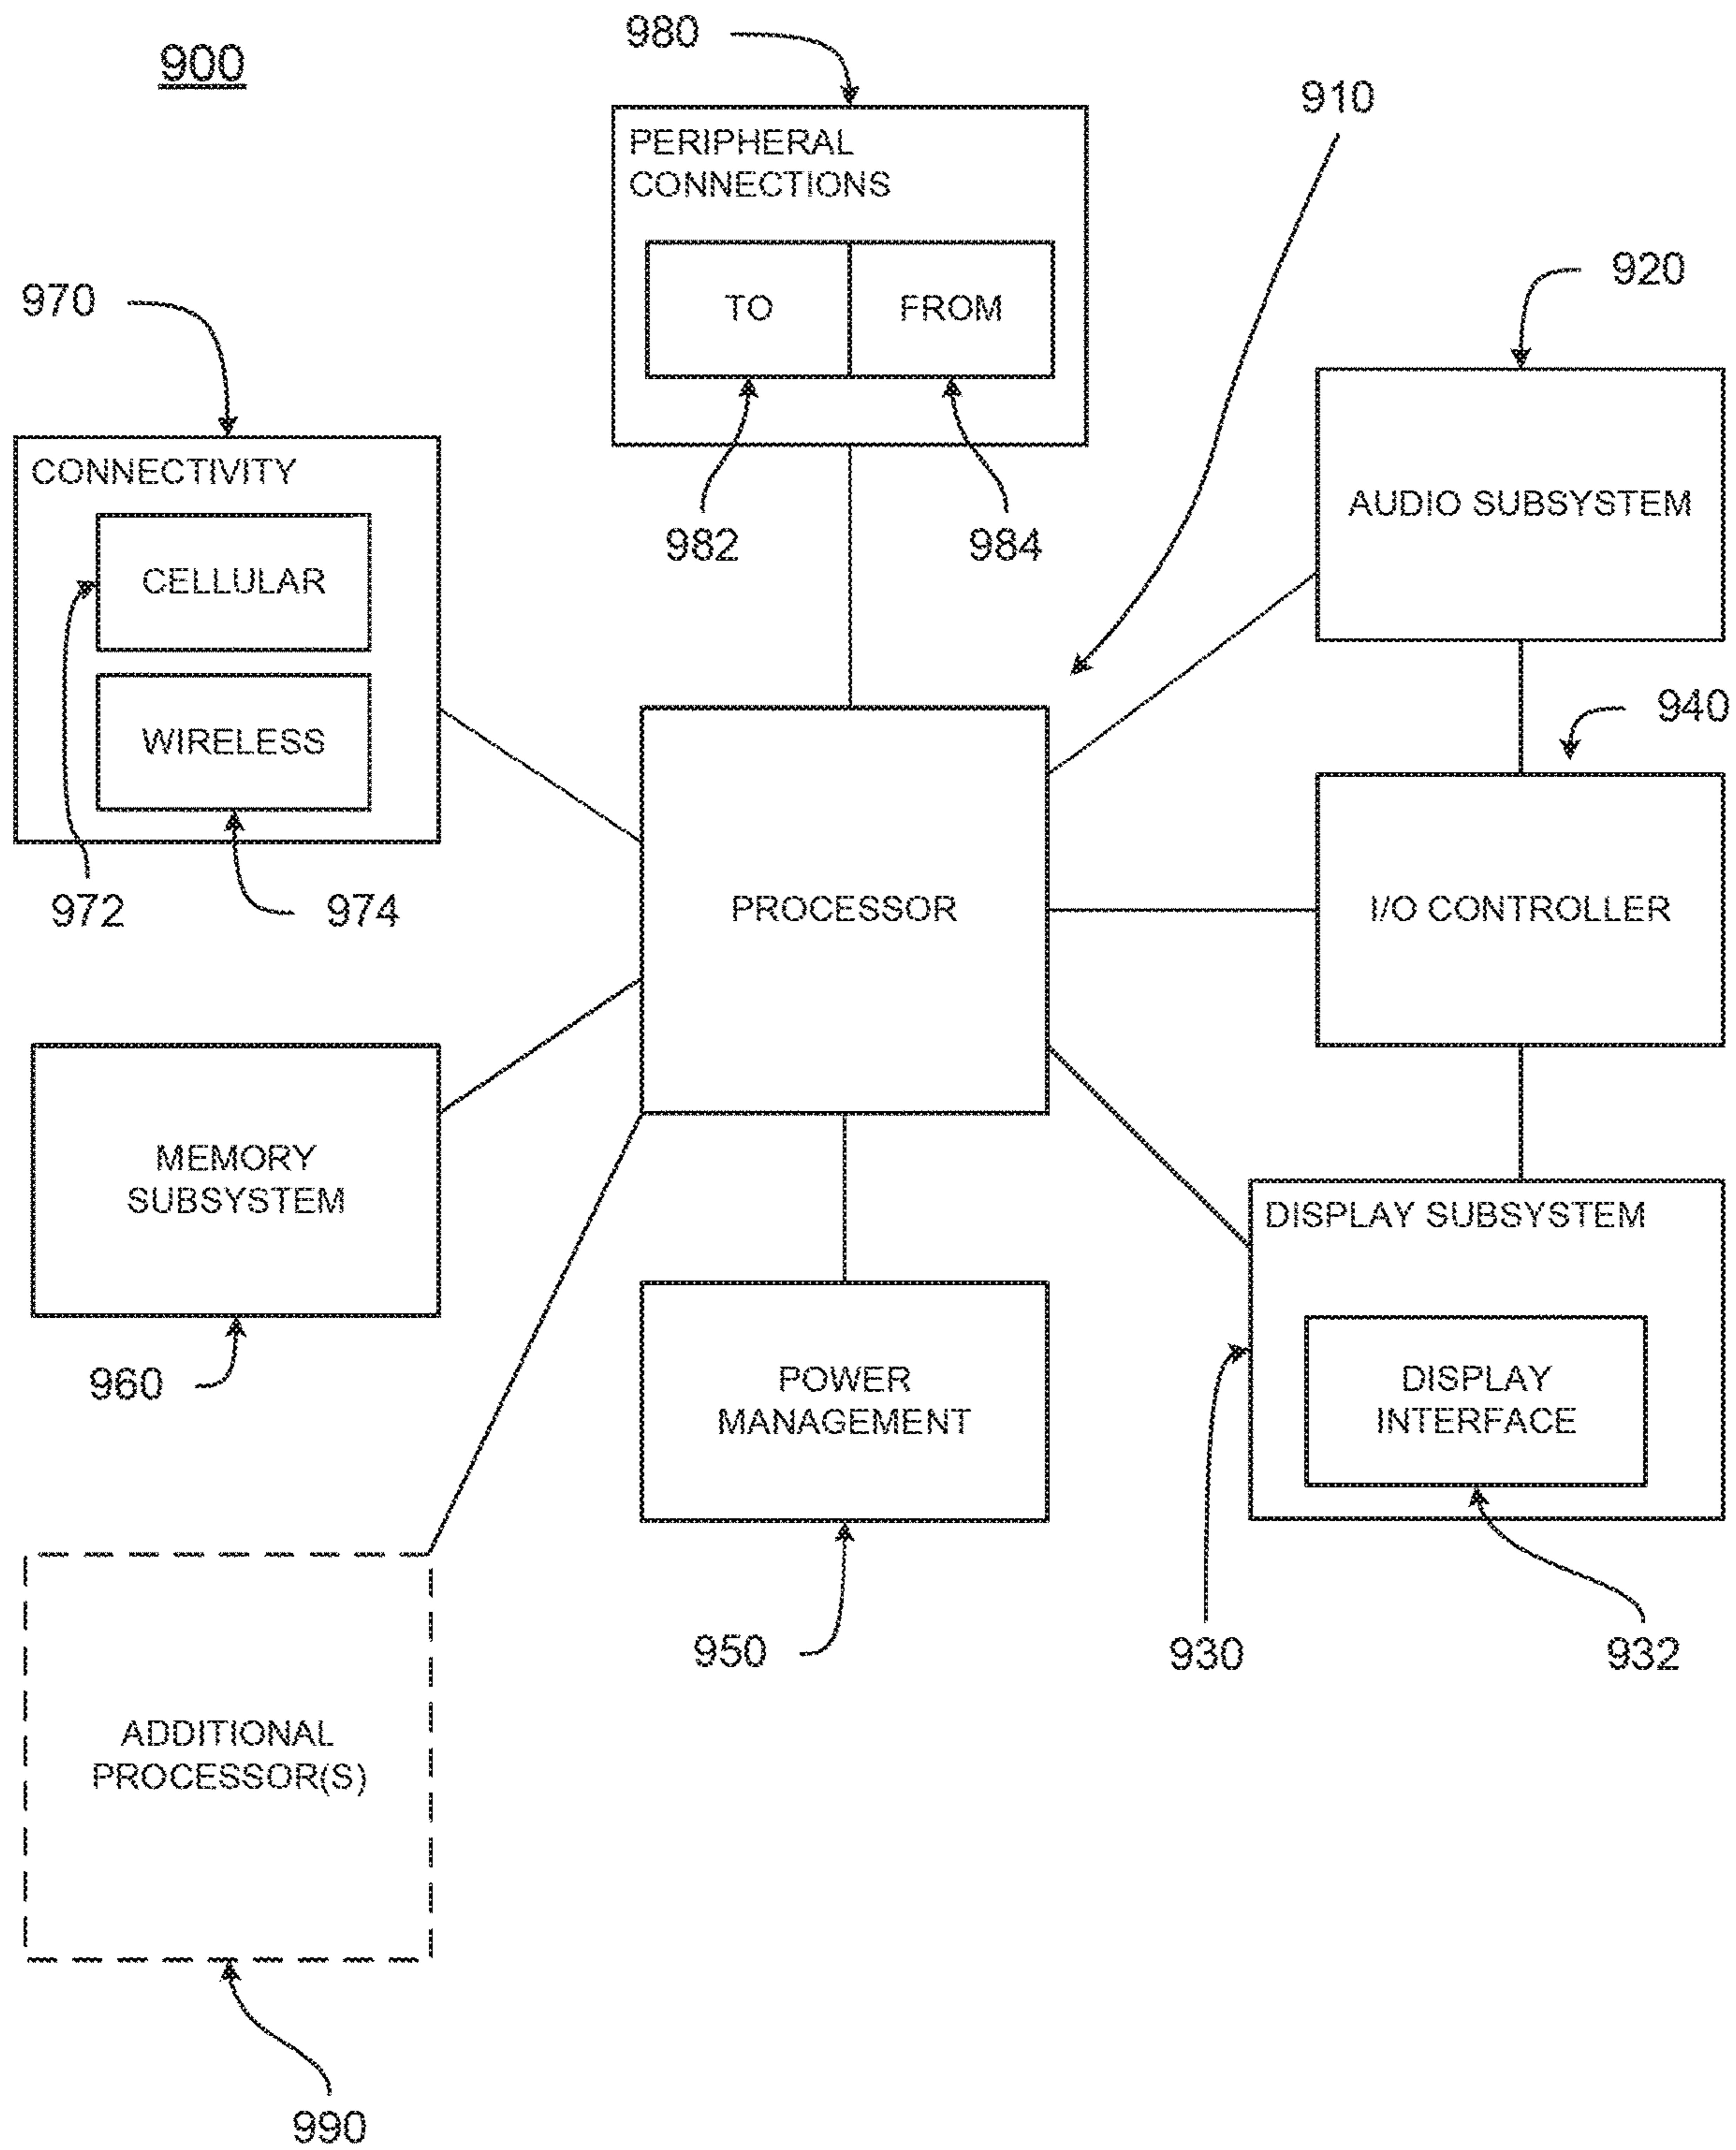 900
980
PERIPHERAL
CONNECTIONS
TO
FROM
982
984
910
920
AUDIO SUBSYSTEM
970
CONNECTIVITY
CELLULAR
WIRELESS
972
974
PROCESSOR
940
I/O CONTROLLER
MEMORY
SUBSYSTEM
960
POWER
MANAGEMENT
950
DISPLAY SUBSYSTEM
DISPLAY
INTERFACE
930
932
ADDITIONAL
PROCESSOR(S)
990